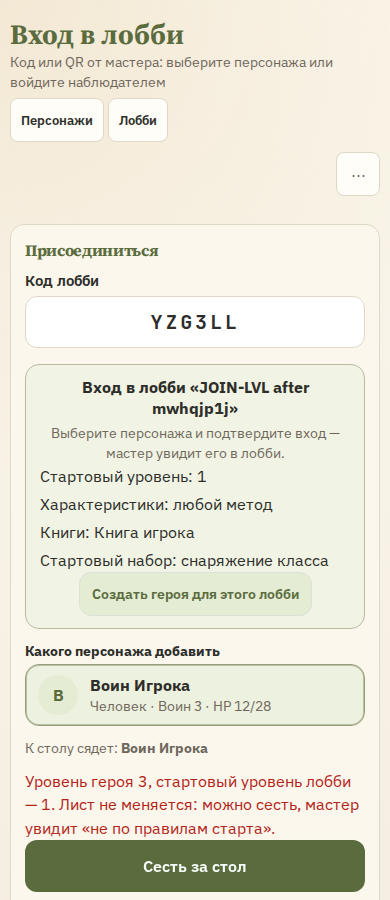 Вход в лобби
Код или QR от мастера: выберите персонажа или
войдите наблюдателем
Персонажи
Лобби
...
Присоединиться
Код лобби
YZG3LL
Вход в лобби «JOIN-LVL after
mwhqjp1j»
Выберите персонажа и подтвердите вход —
мастер увидит его в лобби.
Стартовый уровень: 1
Характеристики: любой метод
Книги: Книга игрока
Стартовый набор: снаряжение класса
Создать героя для этого лобби
Какого персонажа добавить
В
Воин Игрока
Человек · Воин 3 · HP 12/28
К столу сядет: Воин Игрока
Уровень героя 3, стартовый уровень лобби
— 1. Лист не меняется: можно сесть, мастер
увидит «не по правилам старта».
Сесть за стол